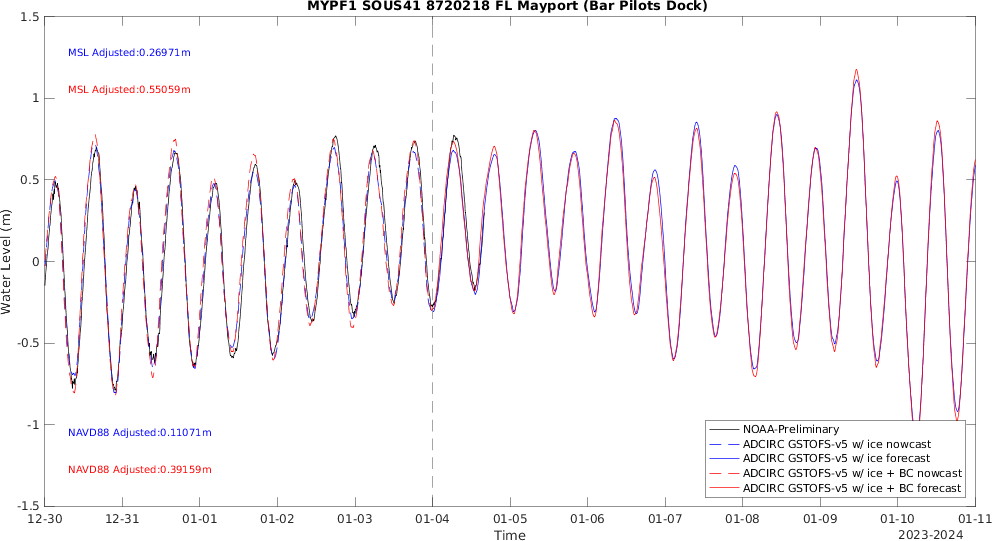 MYPF1 SOUS41 8720218 FL Mayport (Bar Pilots Dock)
1.5
1
0.5
0
-0.5
-1
-1.5
Water Level (m)
MSL Adjusted:0.26971m
MSL Adjusted:0.55059m
NAVD88 Adjusted:0.11071m
NAVD88 Adjusted:0.39159m
NOAA-Preliminary
ADCIRC GSTOFS-v5 w/ ice nowcast
ADCIRC GSTOFS-v5 w/ ice forecast
ADCIRC GSTOFS-v5 w/ ice + BC nowcast
ADCIRC GSTOFS-v5 w/ ice + BC forecast
12-30 12-31 01-01 01-02 01-03 01-04 01-05 01-06 01-07 01-08 01-09 01-10 01-11
Time
2023-2024